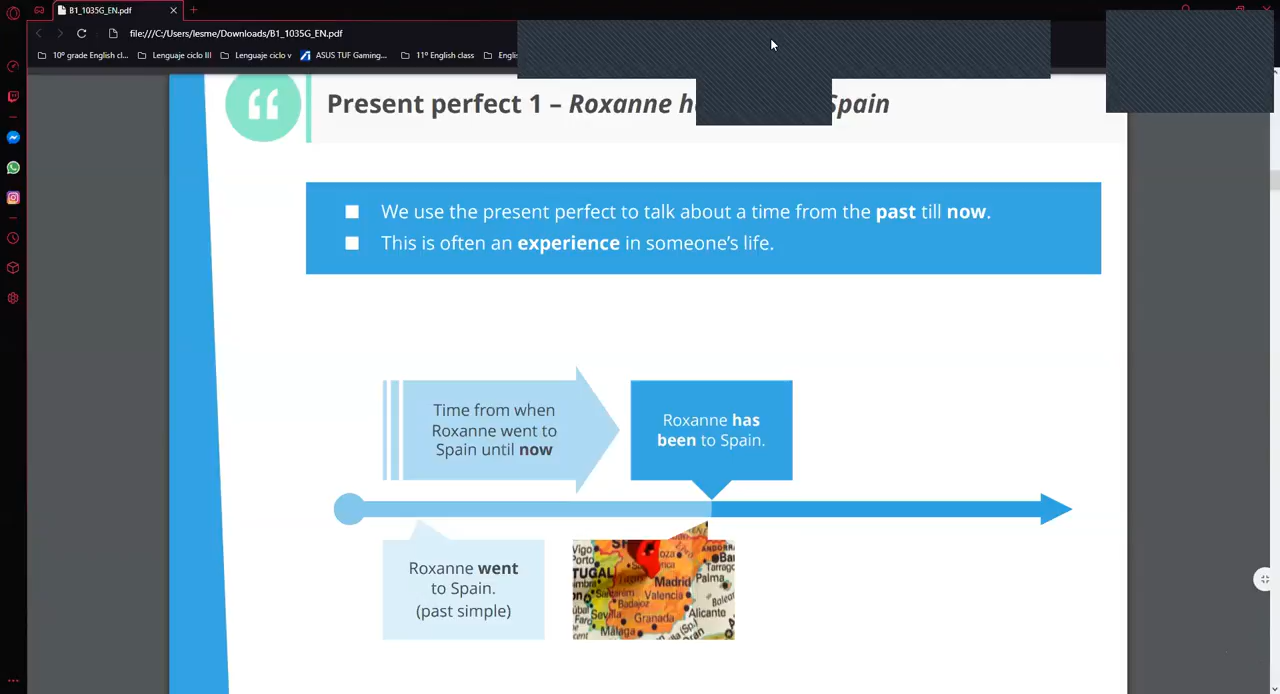 B1_1035G_EN.pdf
file:///C:/Users/lesme/Downloads/B1_1035G_EN.pdf
10º grade English cl... Lenguaje ciclo III Lenguaje ciclo v ASUS TUF Gaming... 11º English class
Present perfect 1 – Roxanne Spain
We use the present perfect to talk about a time from the past till now.
This is often an experience in someone's life.
Time from when
Roxanne went to
Spain until now
Roxanne has
been to Spain.
Roxanne went
to Spain.
(past simple)
Vigo
Porto
TUGAL
Madrid
Palma
Valencia
Badajoz
Granada
Alicante
Málaga